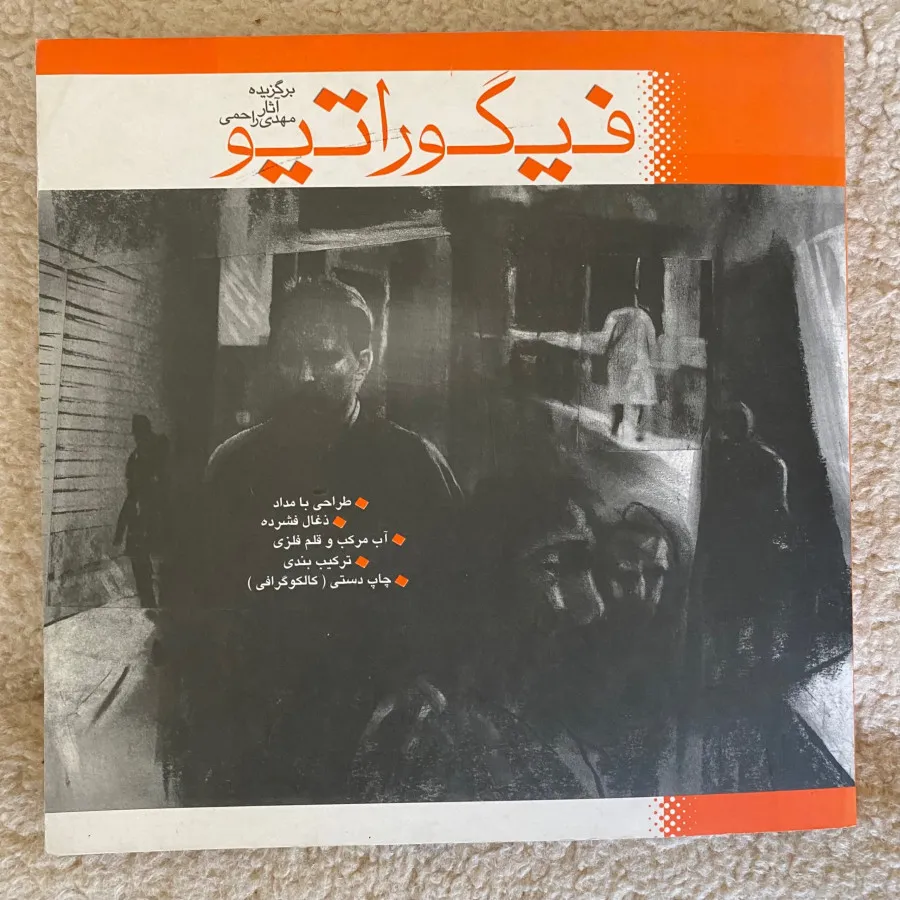 فیگوراتیو
برگزیده
آثار
مهدی راحمی
طراحی با مداد
ذغال فشرده
آب مرکب و قلم فلزی
ترکیب بندی
چاپ دستی ( کالکوگرافی )